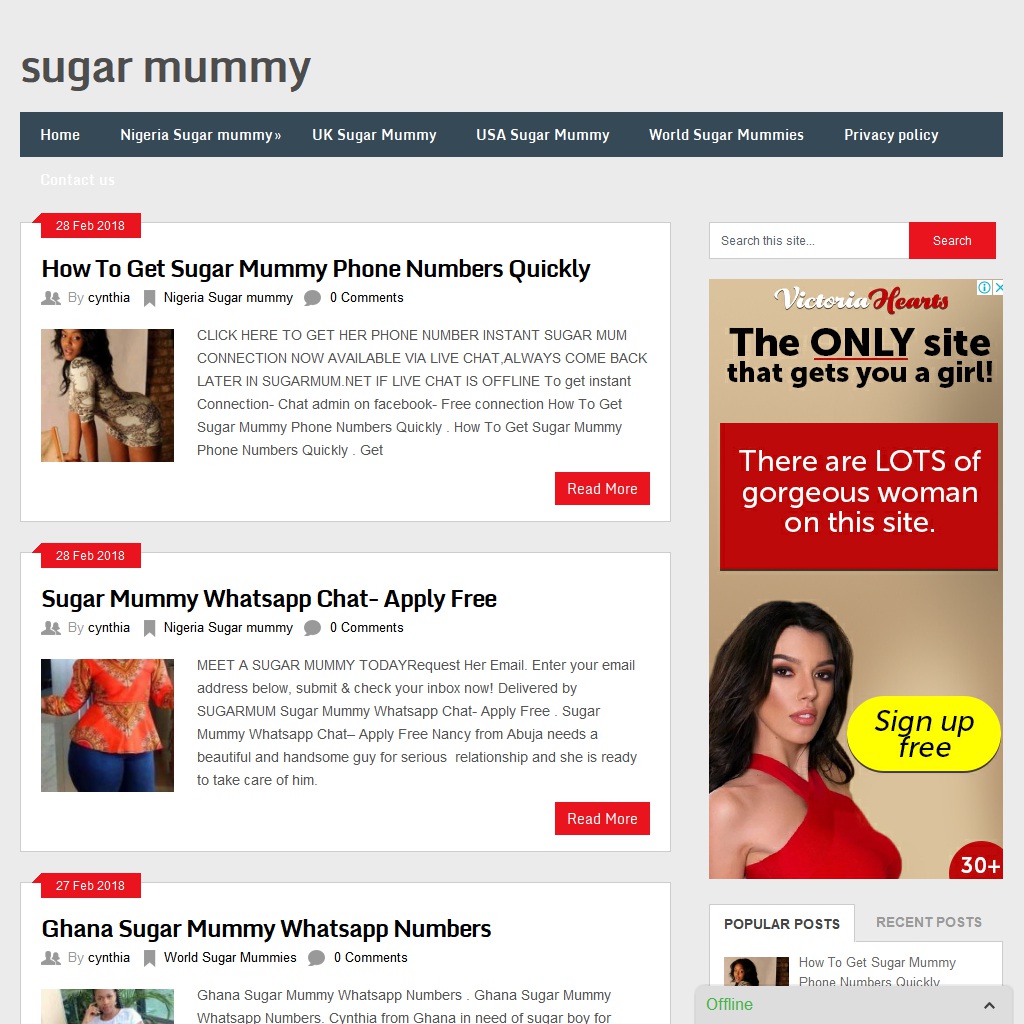 sugar mummy
Home Nigeria Sugar mummy» UK Sugar Mummy USA Sugar Mummy World Sugar Mummies Privacy policy
Contact us
28 Feb 2018
How To Get Sugar Mummy Phone Numbers Quickly
By cynthia Nigeria Sugar mummy 0 Comments
CLICK HERE TO GET HER PHONE NUMBER INSTANT SUGAR MUM
CONNECTION NOW AVAILABLE VIA LIVE CHAT,ALWAYS COME BACK
LATER IN SUGARMUM.NET IF LIVE CHAT IS OFFLINE To get instant
Connection- Chat admin on facebook- Free connection How To Get
Sugar Mummy Phone Numbers Quickly . How To Get Sugar Mummy
Phone Numbers Quickly . Get
Read More
28 Feb 2018
Sugar Mummy Whatsapp Chat- Apply Free
By cynthia Nigeria Sugar mummy 0 Comments
MEET A SUGAR MUMMY TODAYRequest Her Email. Enter your email
address below, submit & check your inbox now! Delivered by
SUGARMUM Sugar Mummy Whatsapp Chat- Apply Free . Sugar
Mummy Whatsapp Chat– Apply Free Nancy from Abuja needs a
beautiful and handsome guy for serious  relationship and she is ready
to take care of him.
Read More
27 Feb 2018
Ghana Sugar Mummy Whatsapp Numbers
By cynthia World Sugar Mummies 0 Comments
Ghana Sugar Mummy Whatsapp Numbers . Ghana Sugar Mummy
Whatsapp Numbers. Cynthia from Ghana in need of sugar boy for
Search this site... Search
VictoriaHearts
The ONLY site
that gets you a girl!
There are LOTS of
gorgeous woman
on this site.
Sign up
free
30+
POPULAR POSTS RECENT POSTS
How To Get Sugar Mummy
Phone Numbers Quickly
Offline